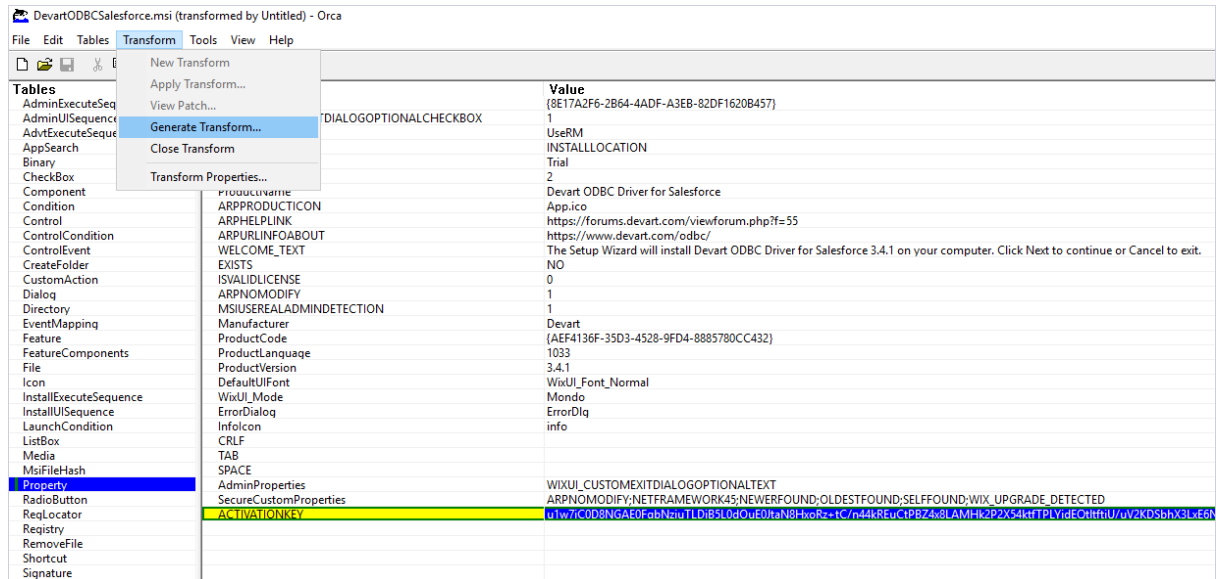 DevartODBCSalesforce.msi (transformed by Untitled) - Orca
File Edit Tables Transform Tools View Help
New Transform
Apply Transform...
View Patch...
Generate Transform...
Close Transform
Transform Properties...
Tables Value
AdminExecuteSeq {8E17A2F6-2B64-4ADF-A3EB-82DF1620B457}
AdminUISequence TDIALOGOPTIONALCHECKBOX 1
AdvtExecuteSeque UseRM
AppSearch INSTALLLOCATION
Binary Trial
CheckBox 2
Component ProductName Devart ODBC Driver for Salesforce
Condition ARPPRODUCTICON App.ico
Control ARPHELPLINK https://forums.devart.com/viewforum.php?f=55
ControlCondition ARPURLINFOABOUT https://www.devart.com/odbc/
ControlEvent WELCOME_TEXT The Setup Wizard will install Devart ODBC Driver for Salesforce 3.4.1 on your computer. Click Next to continue or Cancel to exit.
CreateFolder EXISTS NO
CustomAction ISVALIDLICENSE 0
Dialog ARPNOMODIFY 1
Directory MSIUSEREALADMINDETECTION 1
EventMapping Manufacturer Devart
Feature ProductCode {AEF4136F-35D3-4528-9FD4-8885780CC432}
FeatureComponents ProductLanguage 1033
File ProductVersion 3.4.1
Icon DefaultUIFont WixUI_Font_Normal
InstallExecuteSequence WixUI_Mode Mondo
InstallUISequence ErrorDialog ErrorDlg
LaunchCondition InfoIcon info
ListBox CRLF
Media TAB
MsiFileHash SPACE
Property AdminProperties WIXUI_CUSTOMEXITDIALOGOPTIONALTEXT
RadioButton SecureCustomProperties ARPNOMODIFY;NETFRAMEWORK45;NEWERFOUND;OLDESTFOUND;SELFFOUND;WIX_UPGRADE_DETECTED
ReqLocator ACTIVATIONKEY
Registry
RemoveFile
Shortcut
Signature